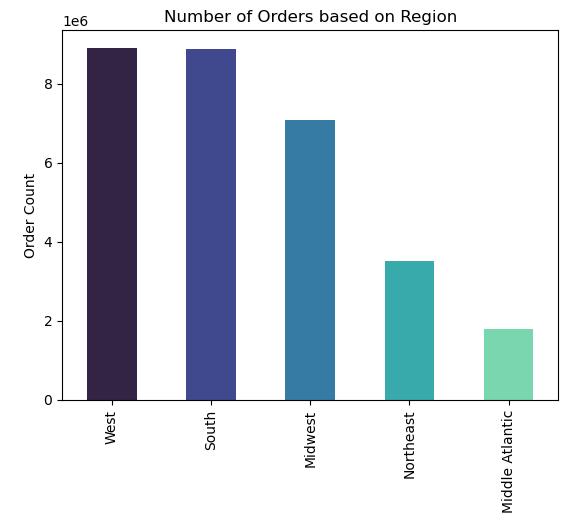 Number of Orders based on Region
1e6
8
6
4
2
0
Order Count
West
South
Midwest
Northeast
Middle Atlantic